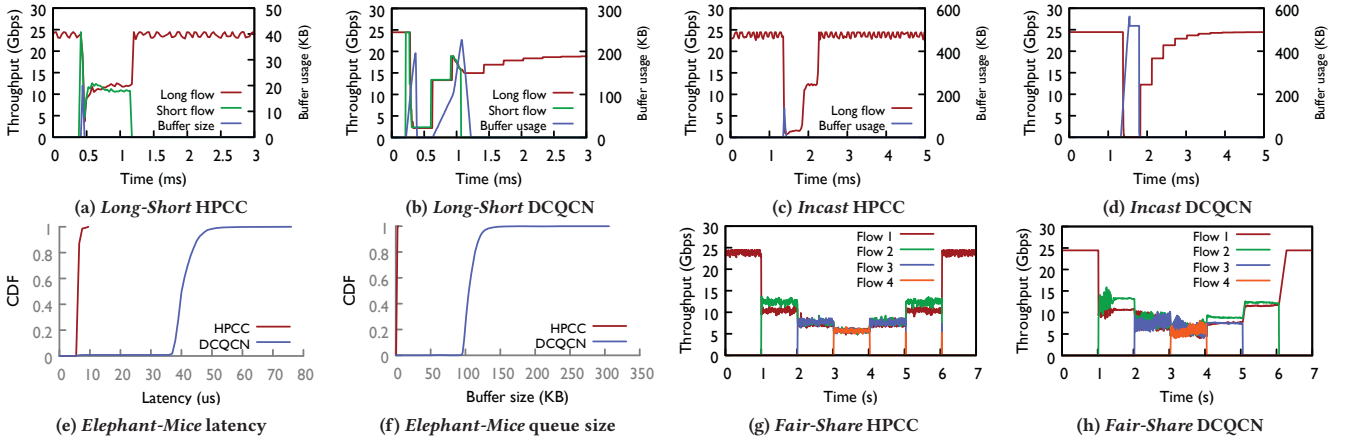 30
25
20
15
10
5
0
Throughput (Gbps)
50
40
30
20
10
0
Buffer usage (KB)
Long flow
Short flow
Buffer size
0 0.5 1 1.5 2 2.5 3
Time (ms)
(a) Long-Short HPCC
30
25
20
15
10
5
0
Throughput (Gbps)
300
200
100
0
Buffer usage (KB)
Long flow
Short flow
Buffer usage
0 0.5 1 1.5 2 2.5 3
Time (ms)
(b) Long-Short DCQCN
30
25
20
15
10
5
0
Throughput (Gbps)
600
400
200
0
Buffer usage (KB)
Long flow
Buffer usage
0 1 2 3 4 5
Time (ms)
(c) Incast HPCC
30
25
20
15
10
5
0
Throughput (Gbps)
600
400
200
0
Buffer usage (KB)
Long flow
Buffer usage
0 1 2 3 4 5
Time (ms)
(d) Incast DCQCN
1
0.8
0.6
0.4
0.2
0
CDF
HPCC
DCQCN
0 10 20 30 40 50 60 70 80
Latency (us)
(e) Elephant-Mice latency
1
0.8
0.6
0.4
0.2
0
CDF
HPCC
DCQCN
0 50 100 150 200 250 300 350
Buffer size (KB)
(f) Elephant-Mice queue size
30
25
20
15
10
5
0
Throughput (Gbps)
Flow 1
Flow 2
Flow 3
Flow 4
0 1 2 3 4 5 6 7
Time (s)
(g) Fair-Share HPCC
30
25
20
15
10
5
0
Throughput (Gbps)
Flow 1
Flow 2
Flow 3
Flow 4
0 1 2 3 4 5 6 7
Time (s)
(h) Fair-Share DCQCN